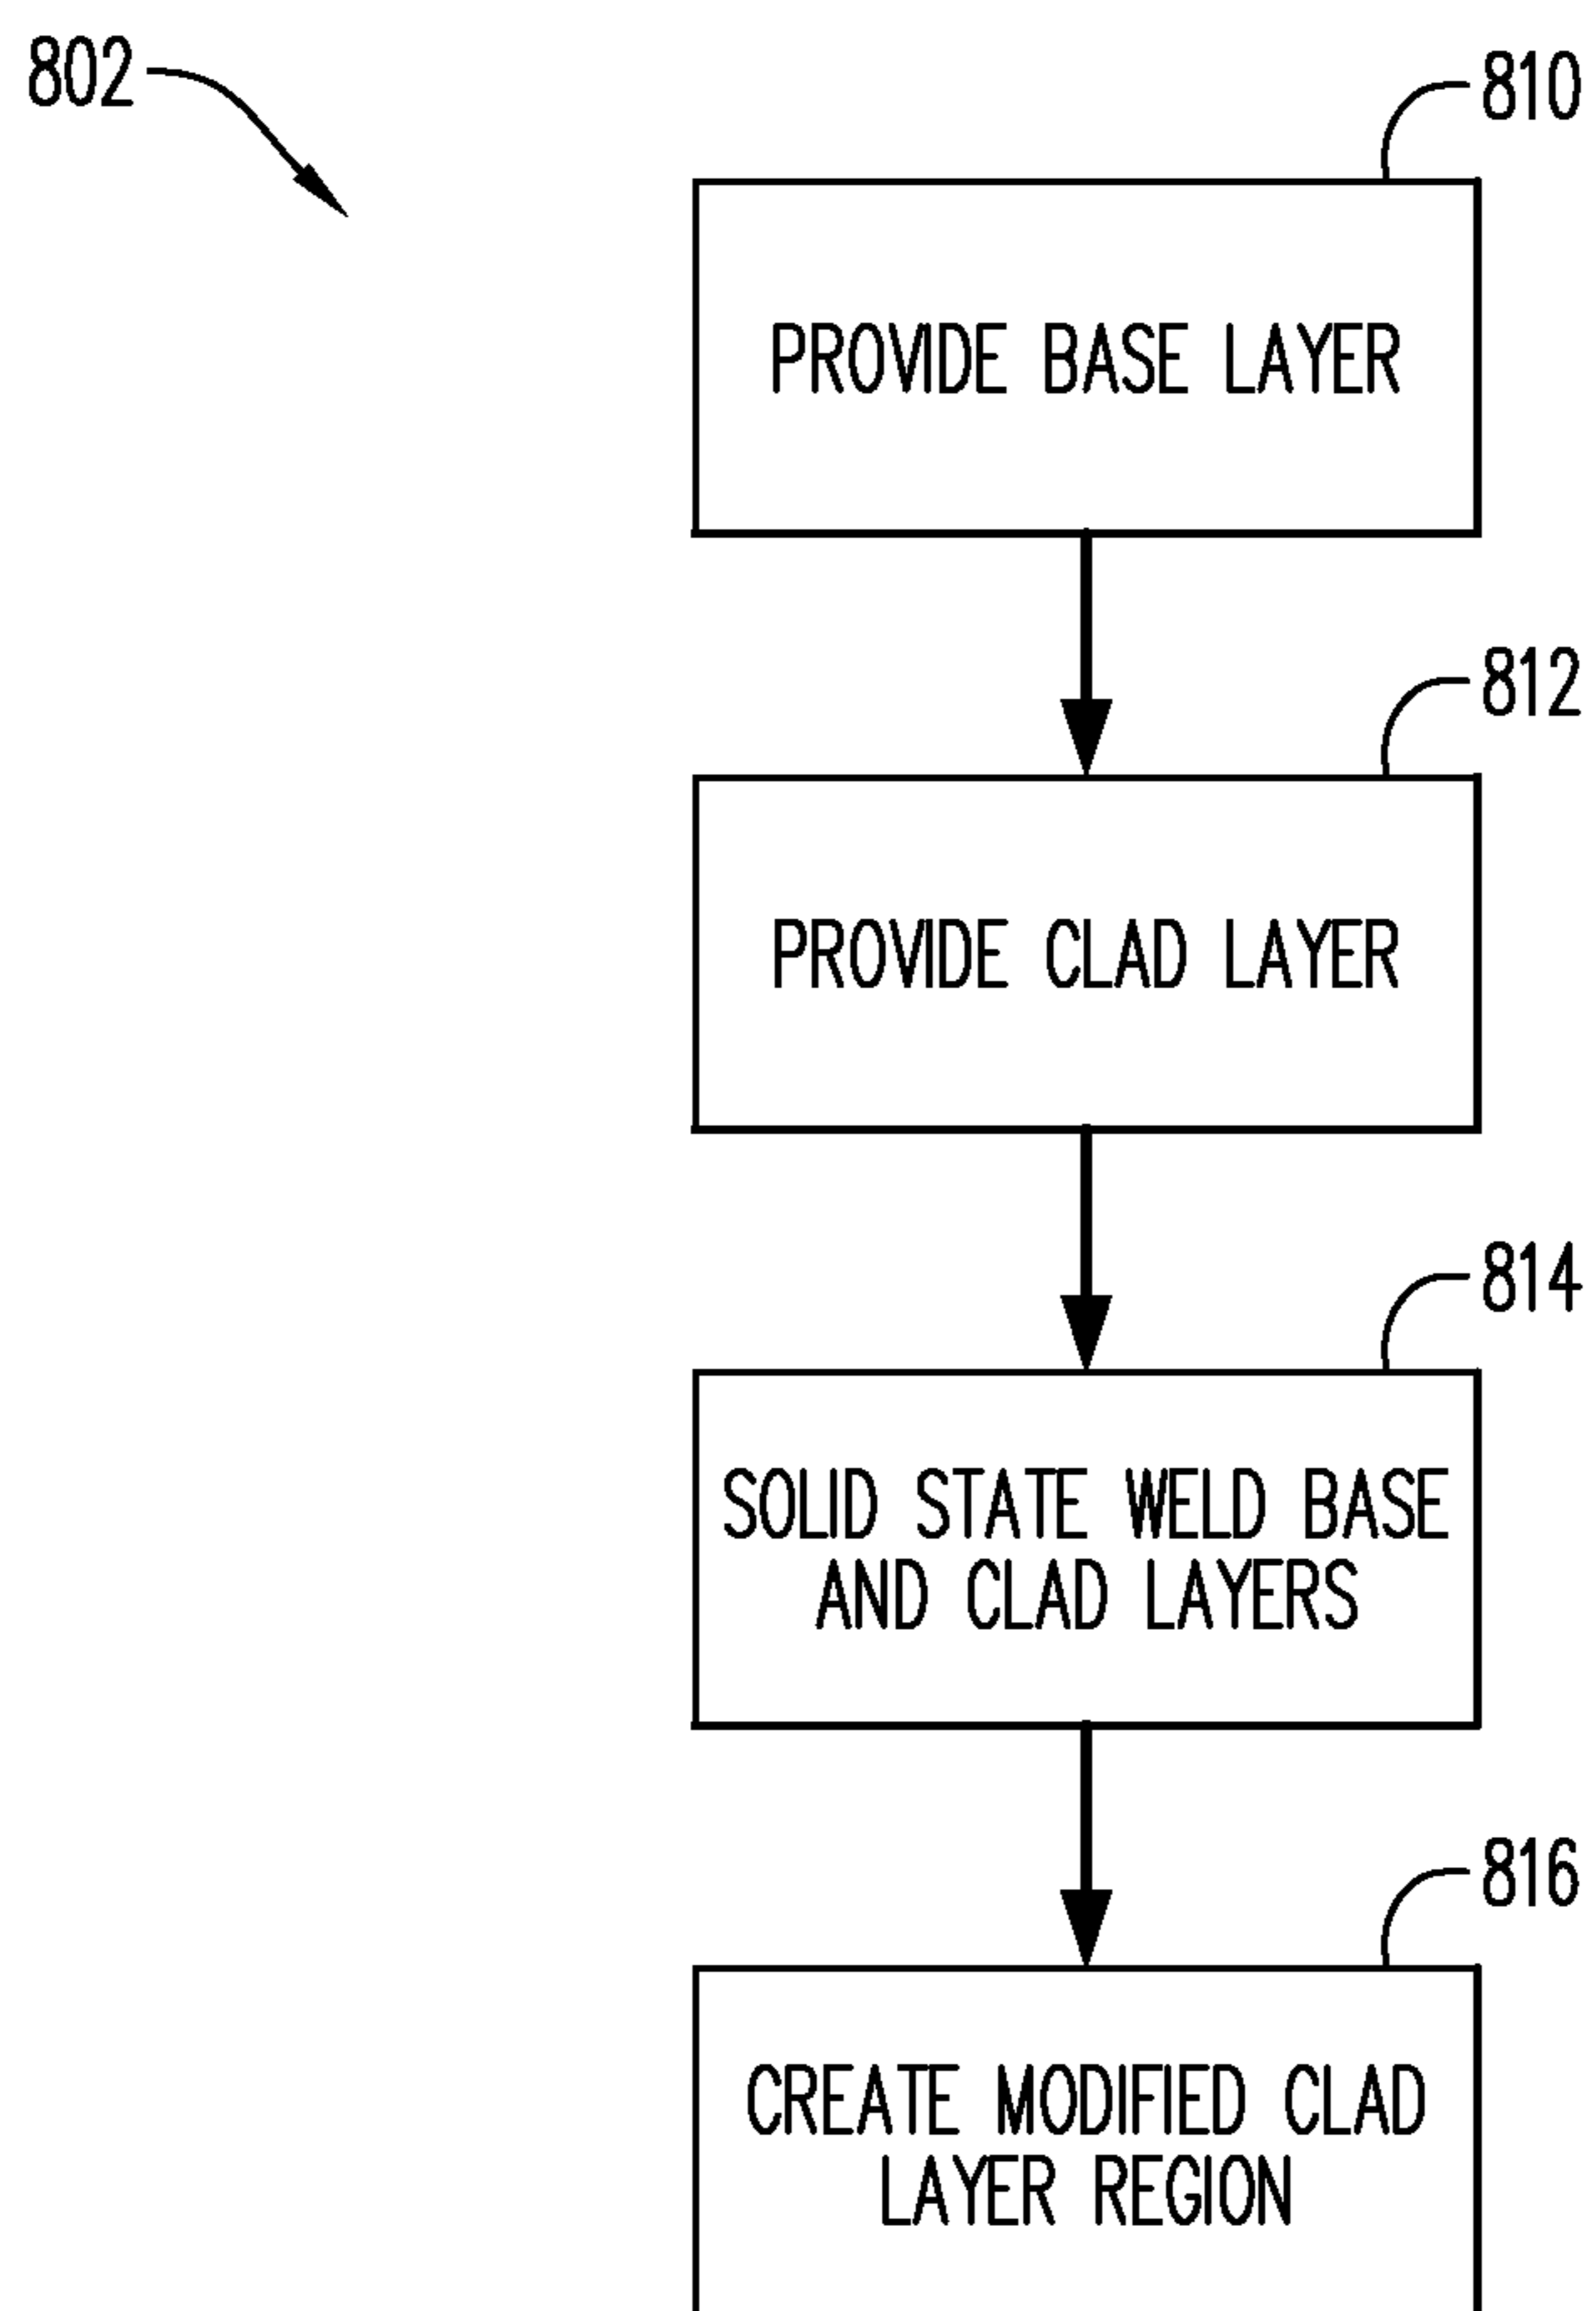 802
810
PROVIDE BASE LAYER
812
PROVIDE CLAD LAYER
814
SOLID STATE WELD BASE
AND CLAD LAYERS
816
CREATE MODIFIED CLAD
LAYER REGION